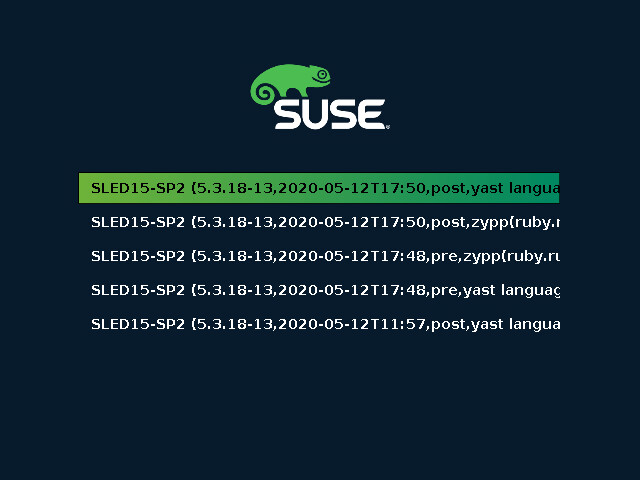 SUSE
SLED15-SP2 (5.3.18-13,2020-05-12T17:50,post,yast langua
SLED15-SP2 (5.3.18-13,2020-05-12T17:50,post,zypp(ruby.r
SLED15-SP2 (5.3.18-13,2020-05-12T17:48,pre,zypp(ruby.ru
SLED15-SP2 (5.3.18-13,2020-05-12T17:48,pre,yast languag
SLED15-SP2 (5.3.18-13,2020-05-12T11:57,post,yast langua